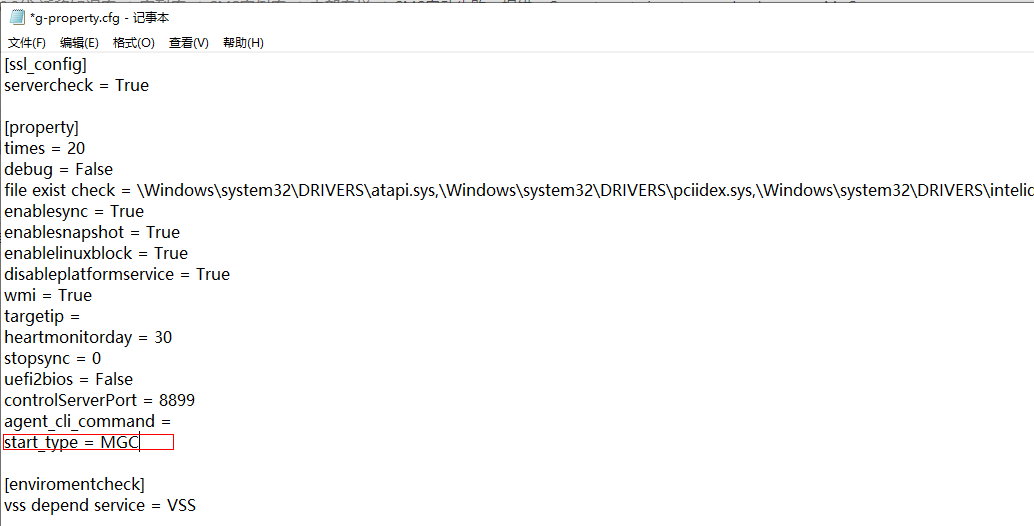 *g-property.cfg - 记事本
文件(F) 编辑(E) 格式(O) 查看(V) 帮助(H)
[ssl_config]
servercheck = True
[property]
times = 20
debug = False
file exist check = \Windows\system32\DRIVERS\atapi.sys,\Windows\system32\DRIVERS\pciidex.sys,\Windows\system32\DRIVERS\intelic
enablesync = True
enablesnapshot = True
enablelinuxblock = True
disableplatformservice = True
wmi = True
targetip =
heartmonitorday = 30
stopsync = 0
uefi2bios = False
controlServerPort = 8899
agent_cli_command =
start_type = MGC
[enviromentcheck]
vss depend service = VSS